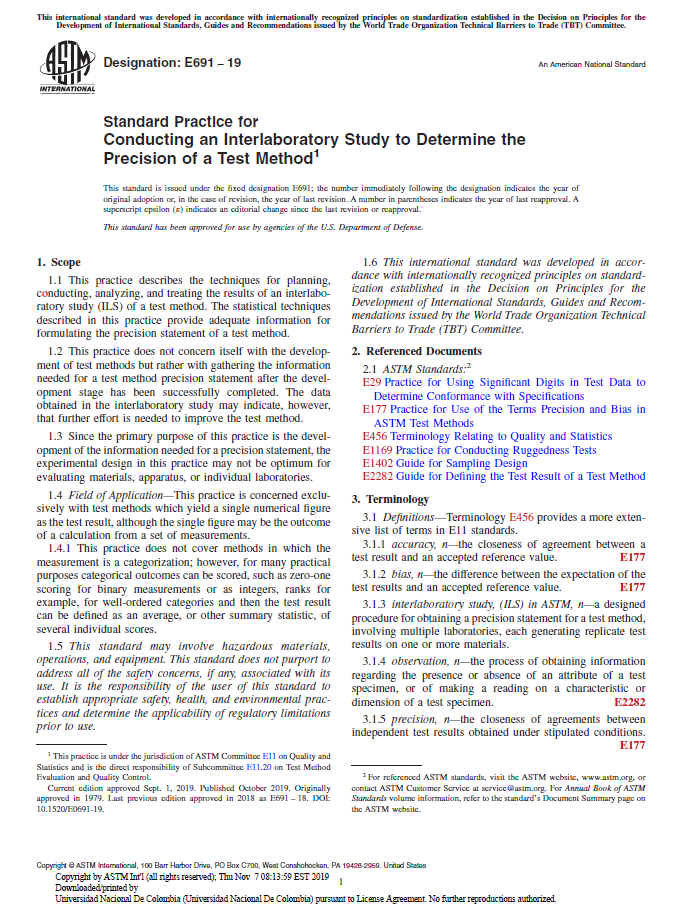 This international standard was developed in accordance with internationally recognized principles on standardization established in the Decision on Principles for the
Development of International Standards, Guides and Recommendations issued by the World Trade Organization Technical Barriers to Trade (TBT) Committee.
ASTM
INTERNATIONAL
Designation: E691 − 19
An American National Standard
Standard Practice for
Conducting an Interlaboratory Study to Determine the
Precision of a Test Method¹
This standard is issued under the fixed designation E691; the number immediately following the designation indicates the year of
original adoption or, in the case of revision, the year of last revision. A number in parentheses indicates the year of last reapproval. A
superscript epsilon (ε) indicates an editorial change since the last revision or reapproval.
This standard has been approved for use by agencies of the U.S. Department of Defense.
1. Scope
1.1 This practice describes the techniques for planning,
conducting, analyzing, and treating the results of an interlabo-
ratory study (ILS) of a test method. The statistical techniques
described in this practice provide adequate information for
formulating the precision statement of a test method.
1.2 This practice does not concern itself with the develop-
ment of test methods but rather with gathering the information
needed for a test method precision statement after the devel-
opment stage has been successfully completed. The data
obtained in the interlaboratory study may indicate, however,
that further effort is needed to improve the test method.
1.3 Since the primary purpose of this practice is the devel-
opment of the information needed for a precision statement, the
experimental design in this practice may not be optimum for
evaluating materials, apparatus, or individual laboratories.
1.4 Field of Application—This practice is concerned exclu-
sively with test methods which yield a single numerical figure
as the test result, although the single figure may be the outcome
of a calculation from a set of measurements.
1.4.1 This practice does not cover methods in which the
measurement is a categorization; however, for many practical
purposes categorical outcomes can be scored, such as zero-one
scoring for binary measurements or as integers, ranks for
example, for well-ordered categories and then the test result
can be defined as an average, or other summary statistic, of
several individual scores.
1.5 This standard may involve hazardous materials,
operations, and equipment. This standard does not purport to
address all of the safety concerns, if any, associated with its
use. It is the responsibility of the user of this standard to
establish appropriate safety, health, and environmental prac-
tices and determine the applicability of regulatory limitations
prior to use.
¹ This practice is under the jurisdiction of ASTM Committee E11 on Quality and
Statistics and is the direct responsibility of Subcommittee E11.20 on Test Method
Evaluation and Quality Control.
Current edition approved Sept. 1, 2019. Published October 2019. Originally
approved in 1979. Last previous edition approved in 2018 as E691 – 18. DOI:
10.1520/E0691-19.
1.6 This international standard was developed in accor-
dance with internationally recognized principles on standard-
ization established in the Decision on Principles for the
Development of International Standards, Guides and Recom-
mendations issued by the World Trade Organization Technical
Barriers to Trade (TBT) Committee.
2. Referenced Documents
2.1 ASTM Standards:²
E29 Practice for Using Significant Digits in Test Data to
Determine Conformance with Specifications
E177 Practice for Use of the Terms Precision and Bias in
ASTM Test Methods
E456 Terminology Relating to Quality and Statistics
E1169 Practice for Conducting Ruggedness Tests
E1402 Guide for Sampling Design
E2282 Guide for Defining the Test Result of a Test Method
3. Terminology
3.1 Definitions—Terminology E456 provides a more exten-
sive list of terms in E11 standards.
3.1.1 accuracy, n—the closeness of agreement between a
test result and an accepted reference value. E177
3.1.2 bias, n—the difference between the expectation of the
test results and an accepted reference value. E177
3.1.3 interlaboratory study, (ILS) in ASTM, n—a designed
procedure for obtaining a precision statement for a test method,
involving multiple laboratories, each generating replicate test
results on one or more materials.
3.1.4 observation, n—the process of obtaining information
regarding the presence or absence of an attribute of a test
specimen, or of making a reading on a characteristic or
dimension of a test specimen. E2282
3.1.5 precision, n—the closeness of agreements between
independent test results obtained under stipulated conditions.
E177
² For referenced ASTM standards, visit the ASTM website, www.astm.org, or
contact ASTM Customer Service at service@astm.org. For Annual Book of ASTM
Standards volume information, refer to the standard's Document Summary page on
the ASTM website.
Copyright © ASTM International, 100 Barr Harbor Drive, PO Box C700, West Conshohocken, PA 19428-2959. United States
Copyright by ASTM Int'l (all rights reserved); Thu Nov 7 08:13:59 EST 2019
1
Downloaded/printed by
Universidad Nacional De Colombia (Universidad Nacional De Colombia) pursuant to License Agreement. No further reproductions authorized.